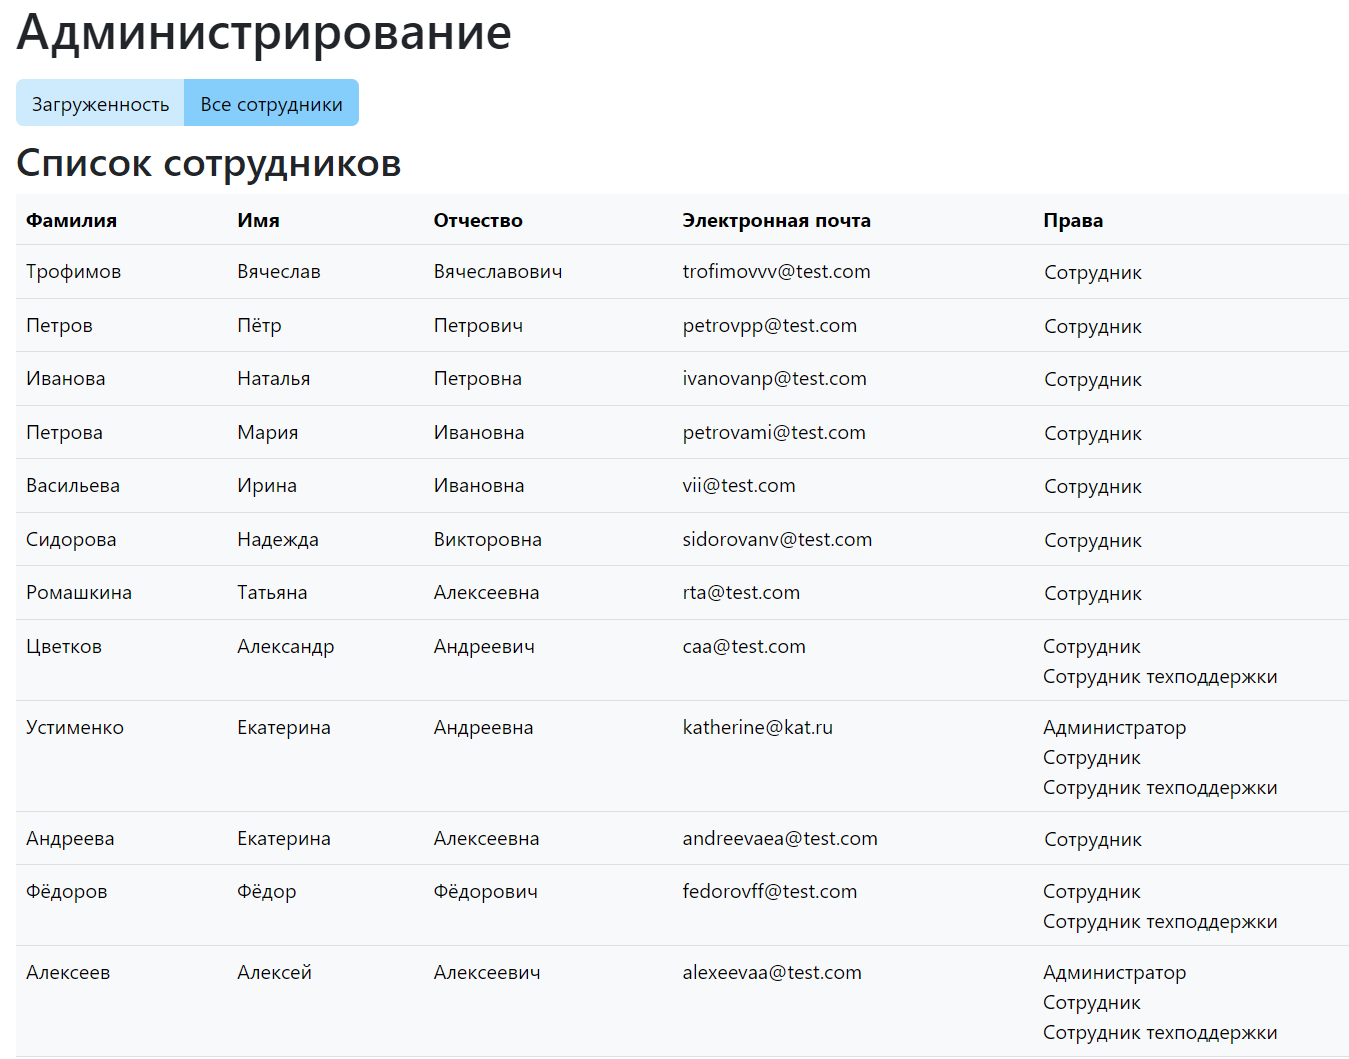 Администрирование
Загруженность Все сотрудники
Список сотрудников
Фамилия Имя Отчество Электронная почта Права
Трофимов Вячеслав Вячеславович trofimovvv@test.com Сотрудник
Петров Пётр Петрович petrovpp@test.com Сотрудник
Иванова Наталья Петровна ivanovanp@test.com Сотрудник
Петрова Мария Ивановна petrovami@test.com Сотрудник
Васильева Ирина Ивановна vii@test.com Сотрудник
Сидорова Надежда Викторовна sidorovanv@test.com Сотрудник
Ромашкина Татьяна Алексеевна rta@test.com Сотрудник
Цветков Александр Андреевич caa@test.com Сотрудник
Сотрудник техподдержки
Устименко Екатерина Андреевна katherine@kat.ru Администратор
Сотрудник
Сотрудник техподдержки
Андреева Екатерина Алексеевна andreevaea@test.com Сотрудник
Фёдоров Фёдор Фёдорович fedorovff@test.com Сотрудник
Сотрудник техподдержки
Алексеев Алексей Алексеевич alexeevaa@test.com Администратор
Сотрудник
Сотрудник техподдержки